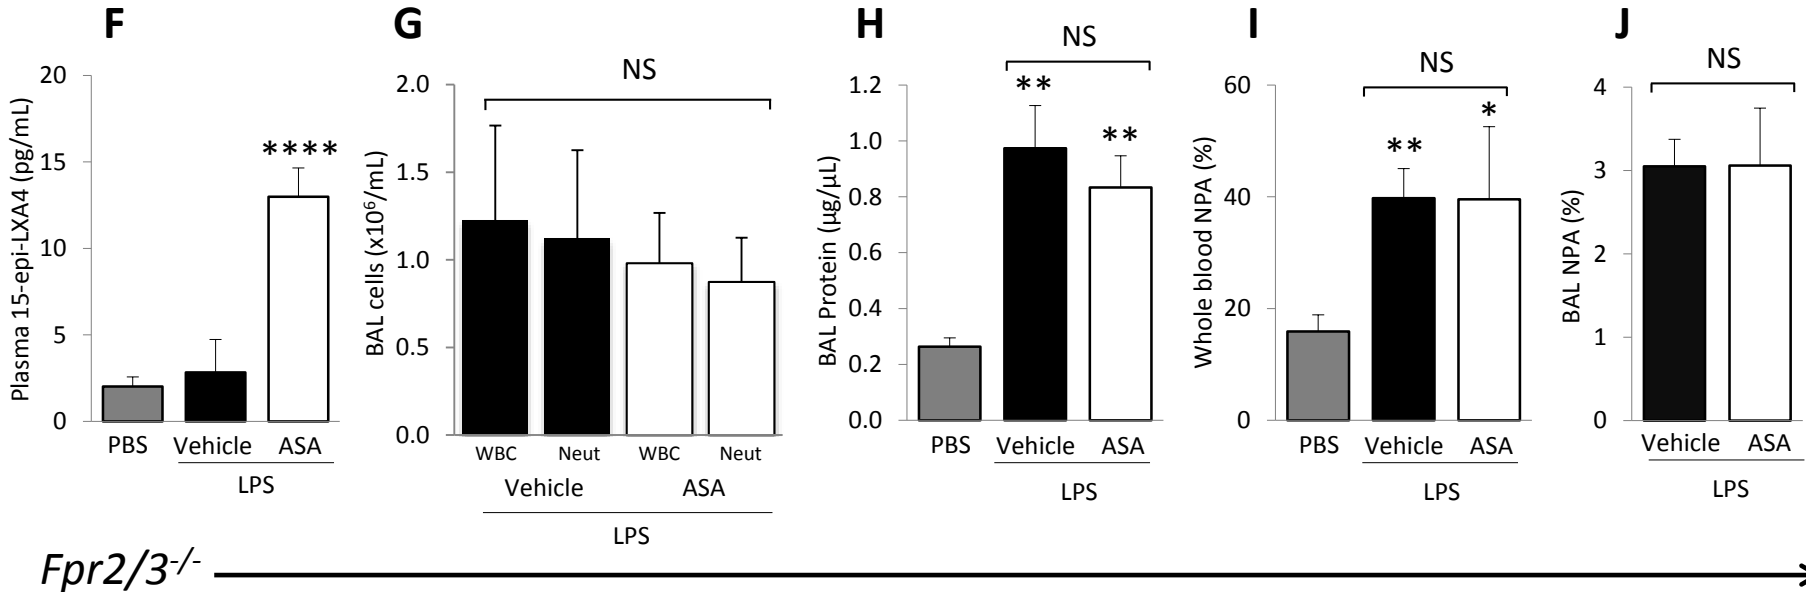 F
Plasma 15-epi-LXA4 (pg/mL)
20
15
10
5
0
****
PBS Vehicle ASA
LPS
G
BAL cells (x10⁶/mL)
2.0
1.5
1.0
0.5
0.0
NS
WBC Neut WBC Neut
Vehicle ASA
LPS
H
BAL Protein (µg/µL)
1.2
1.0
0.8
0.6
0.4
0.2
0.0
NS
**
**
PBS Vehicle ASA
LPS
I
Whole blood NPA (%)
60
40
20
0
NS
**
*
PBS Vehicle ASA
LPS
J
BAL NPA (%)
4
3
2
1
0
NS
Vehicle ASA
LPS
Fpr2/3⁻/⁻